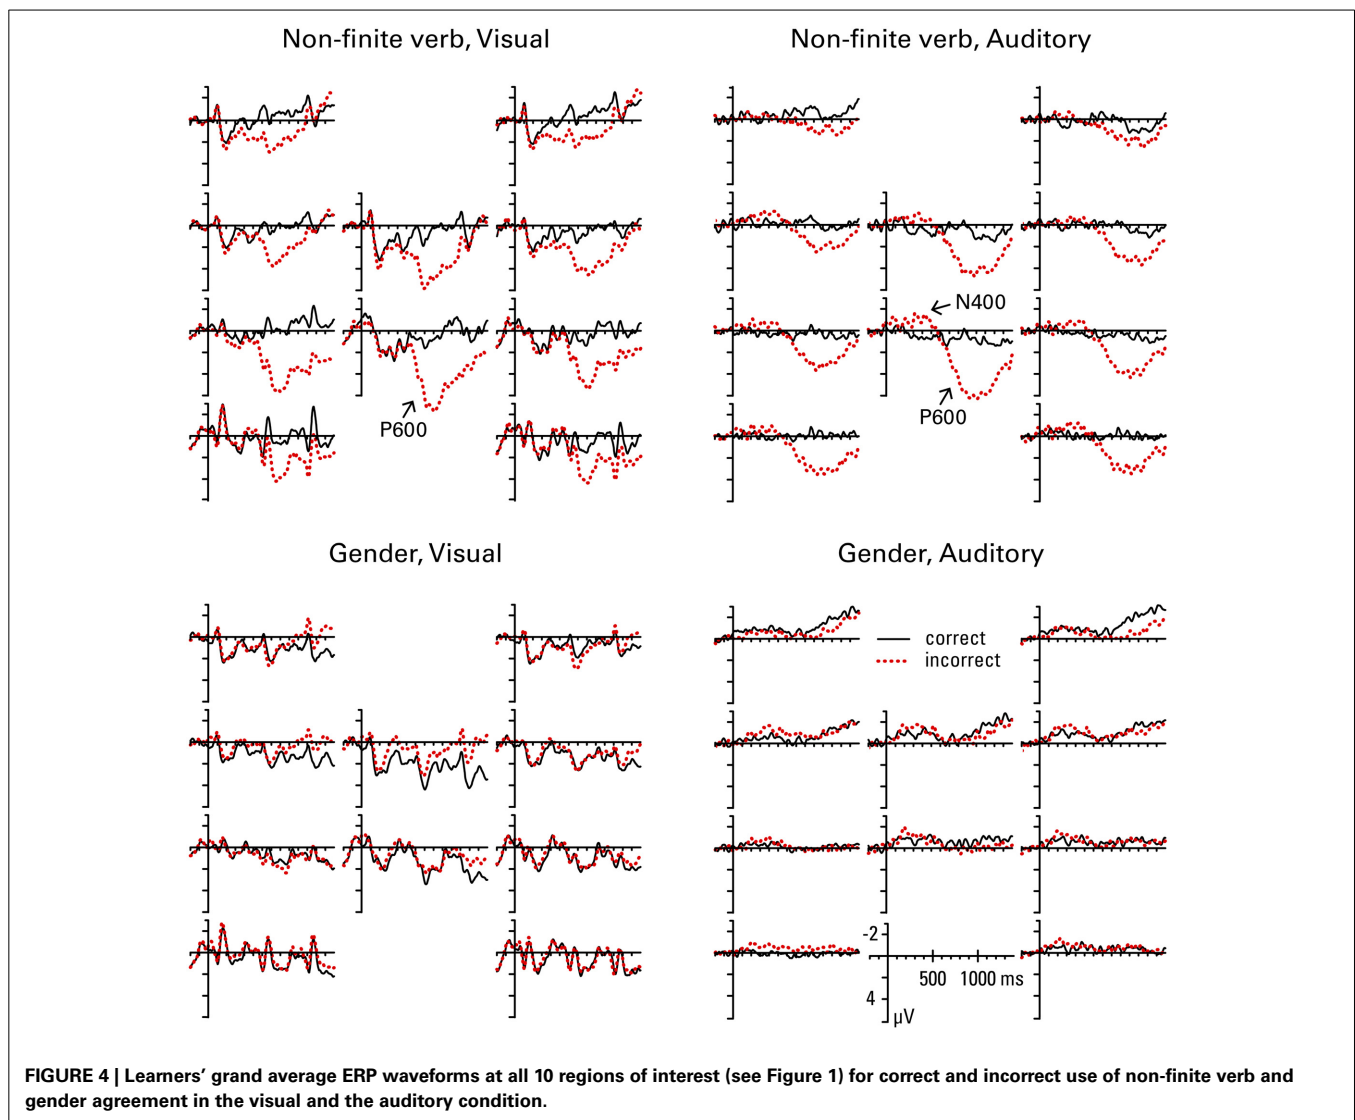 Non-finite verb, Visual
Non-finite verb, Auditory
N400
P600
P600
Gender, Visual
Gender, Auditory
correct
incorrect
-2
500 1000 ms
4
µV
FIGURE 4 | Learners’ grand average ERP waveforms at all 10 regions of interest (see Figure 1) for correct and incorrect use of non-finite verb and
gender agreement in the visual and the auditory condition.